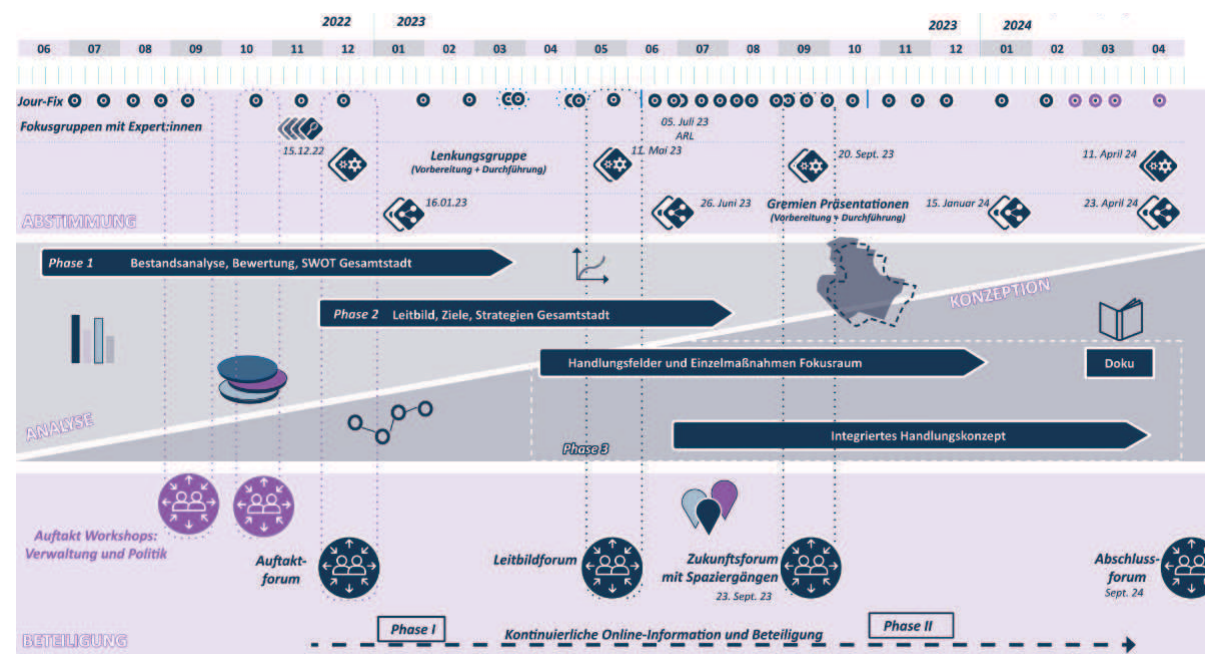 2022 2023 2023 2024
06 07 08 09 10 11 12 01 02 03 04 05 06 07 08 09 10 11 12 01 02 03 04
Jour-Fix
Fokusgruppen mit Expert:innen
05. Juli 23
ARL
15.12.22
Lenkungsgruppe
(Vorbereitung + Durchführung)
11. Mai 23
20. Sept. 23
11. April 24
16.01.23
26. Juni 23
Gremien Präsentationen
(Vorbereitung + Durchführung)
15. Januar 24
23. April 24
ABSTIMMUNG
Phase 1 Bestandsanalyse, Bewertung, SWOT Gesamtstadt
KONZEPTION
Phase 2 Leitbild, Ziele, Strategien Gesamtstadt
Handlungsfelder und Einzelmaßnahmen Fokusraum
Doku
ANALYSE
Integriertes Handlungskonzept
Phase 3
Auftakt Workshops:
Verwaltung und Politik
Auftakt-
forum
Leitbildforum
Zukunftsforum
mit Spaziergängen
23. Sept. 23
Abschluss-
forum
Sept. 24
BETEILIGUNG
Phase I
Kontinuierliche Online-Information und Beteiligung
Phase II